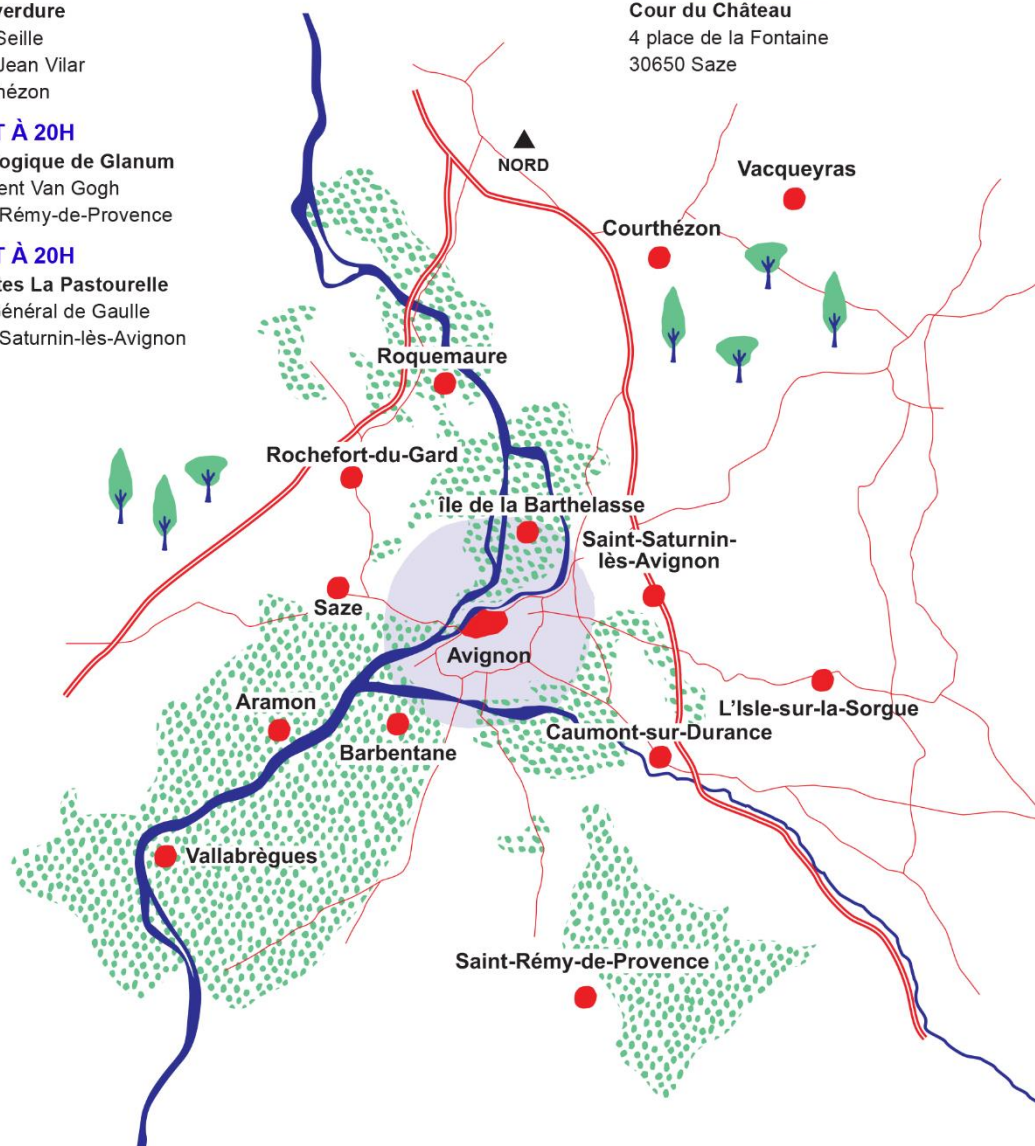 verdure
Seille
Jean Vilar
hézon
T À 20H
ogique de Glanum
ent Van Gogh
Rémy-de-Provence
T À 20H
tes La Pastourelle
Général de Gaulle
Saturnin-lès-Avignon
Cour du Château
4 place de la Fontaine
30650 Saze
NORD
Vacqueyras
Courthézon
Roquemaure
Rochefort-du-Gard
île de la Barthelasse
Saint-Saturnin-
lès-Avignon
Saze
Avignon
Aramon
L'Isle-sur-la-Sorgue
Barbentane
Caumont-sur-Durance
Vallabrègues
Saint-Rémy-de-Provence